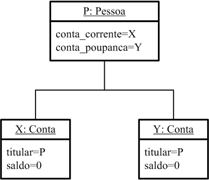 P: Pessoa
conta_corrente=X
conta_poupanca=Y
X: Conta
titular=P
saldo=0
Y: Conta
titular=P
saldo=0